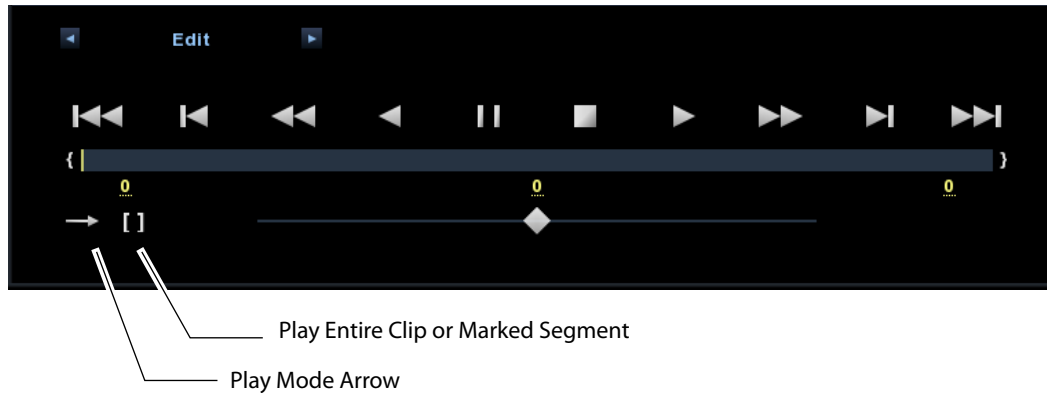 Edit
{ }
0 0 0
[ ]
Play Entire Clip or Marked Segment
Play Mode Arrow